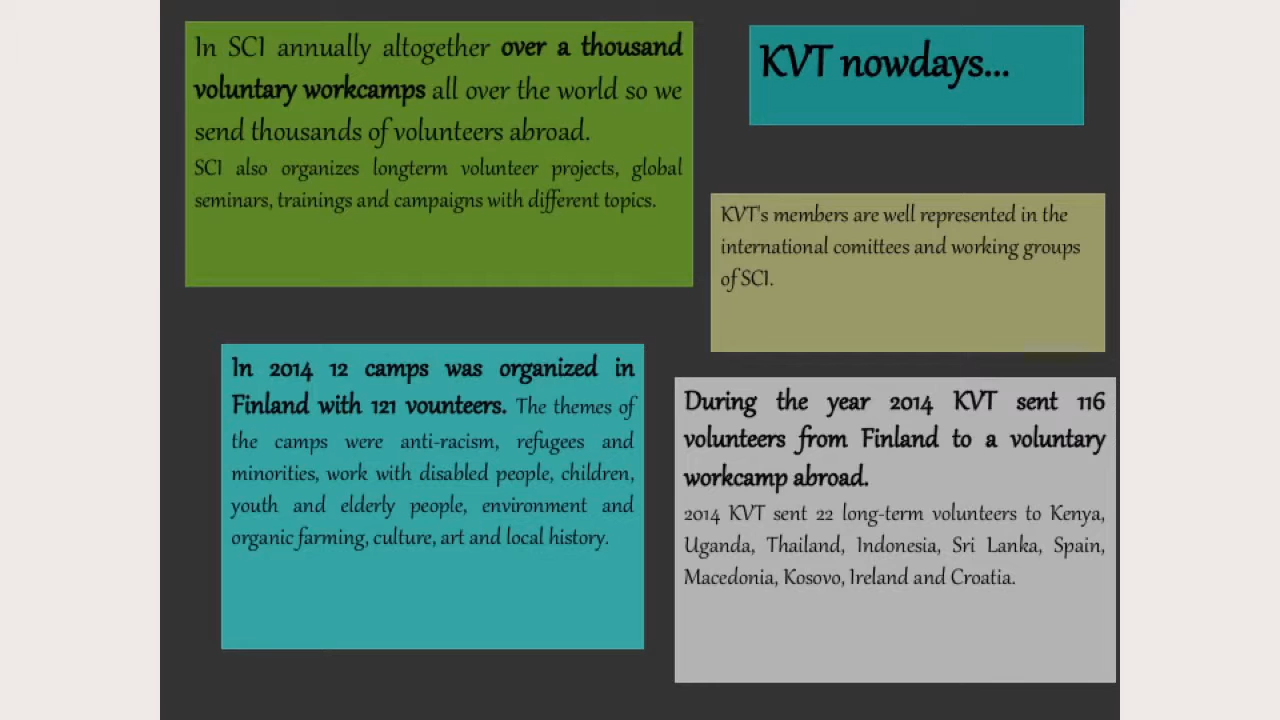 In SCI annually altogether over a thousand
voluntary workcamps all over the world so we
send thousands of volunteers abroad.
SCI also organizes longterm volunteer projects, global
seminars, trainings and campaigns with different topics.
KVT nowdays...
KVT's members are well represented in the
international comittees and working groups
of SCI.
In 2014 12 camps was organized in
Finland with 121 vounteers. The themes of
the camps were anti-racism, refugees and
minorities, work with disabled people, children,
youth and elderly people, environment and
organic farming, culture, art and local history.
During the year 2014 KVT sent 116
volunteers from Finland to a voluntary
workcamp abroad.
2014 KVT sent 22 long-term volunteers to Kenya,
Uganda, Thailand, Indonesia, Sri Lanka, Spain,
Macedonia, Kosovo, Ireland and Croatia.